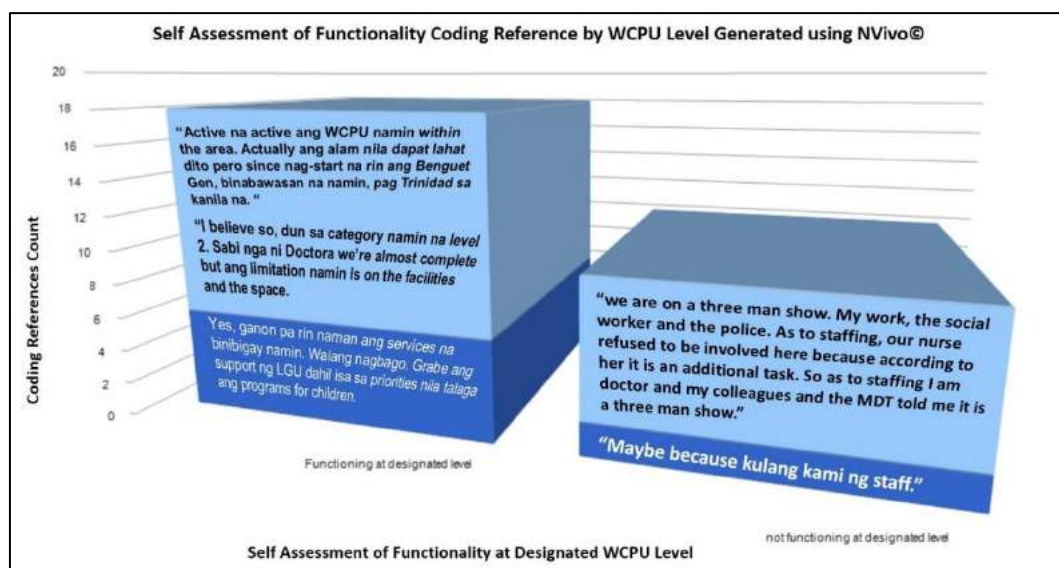 Self Assessment of Functionality Coding Reference by WCPU Level Generated using NVivo©
Coding References Count
20
18
16
14
12
10
8
6
4
2
0
"Active na active ang WCPU namin within
the area. Actually ang alam nila dapat lahat
dito pero since nag-start na rin ang Benguet
Gen, binabawasan na namin, pag Trinidad sa
kanila na. "
"I believe so, dun sa category namin na level
2. Sabi nga ni Doctora we're almost complete
but ang limitation namin is on the facilities
and the space.
Yes, ganon pa rin naman ang services na
binibigay namin. Walang nagbago. Grabe ang
support ng LGU dahil isa sa priorities nila talaga
ang programs for children.
Functioning at designated level
"we are on a three man show. My work, the social
worker and the police. As to staffing, our nurse
refused to be involved here because according to
her it is an additional task. So as to staffing I am
doctor and my colleagues and the MDT told me it is
a three man show."
"Maybe because kulang kami ng staff."
not functioning at designated level
Self Assessment of Functionality at Designated WCPU Level